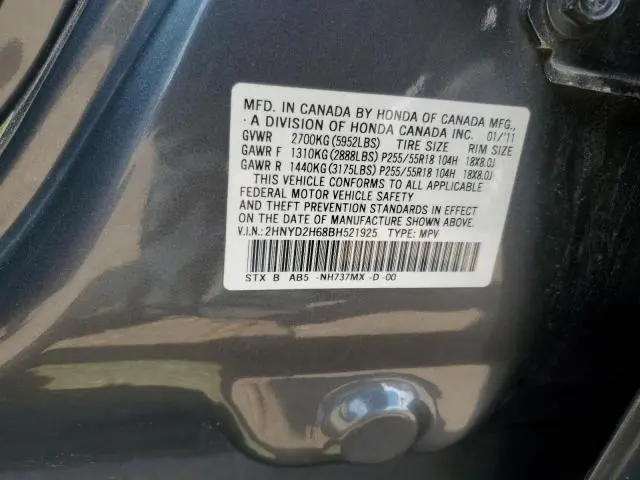 MFD. IN CANADA BY HONDA OF CANADA MFG.,
· A DIVISION OF HONDA CANADA INC. 01/'11
GVWR 2700KG (5952LBS) TIRE SIZE RIM SIZE
GAWR F 1310KG (2888LBS) P255/55R18 104H 18X8.0J
GAWR R 1440KG (3175LBS) P255/55R18 104H 18X8.0J
THIS VEHICLE CONFORMS TO ALL APPLICABLE
FEDERAL MOTOR VEHICLE SAFETY
AND THEFT PREVENTION STANDARDS IN EFFECT
ON THE DATE OF MANUFACTURE SHOWN ABOVE.
V.I.N.: 2HNYD2H68BH521925 TYPE: MPV
STX B AB5 -NH737MX -D -00